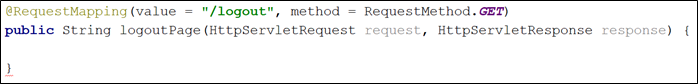 @RequestMapping(value = "/logout", method = RequestMethod.GET)
public String logoutPage(HttpServletRequest request, HttpServletResponse response) {
}